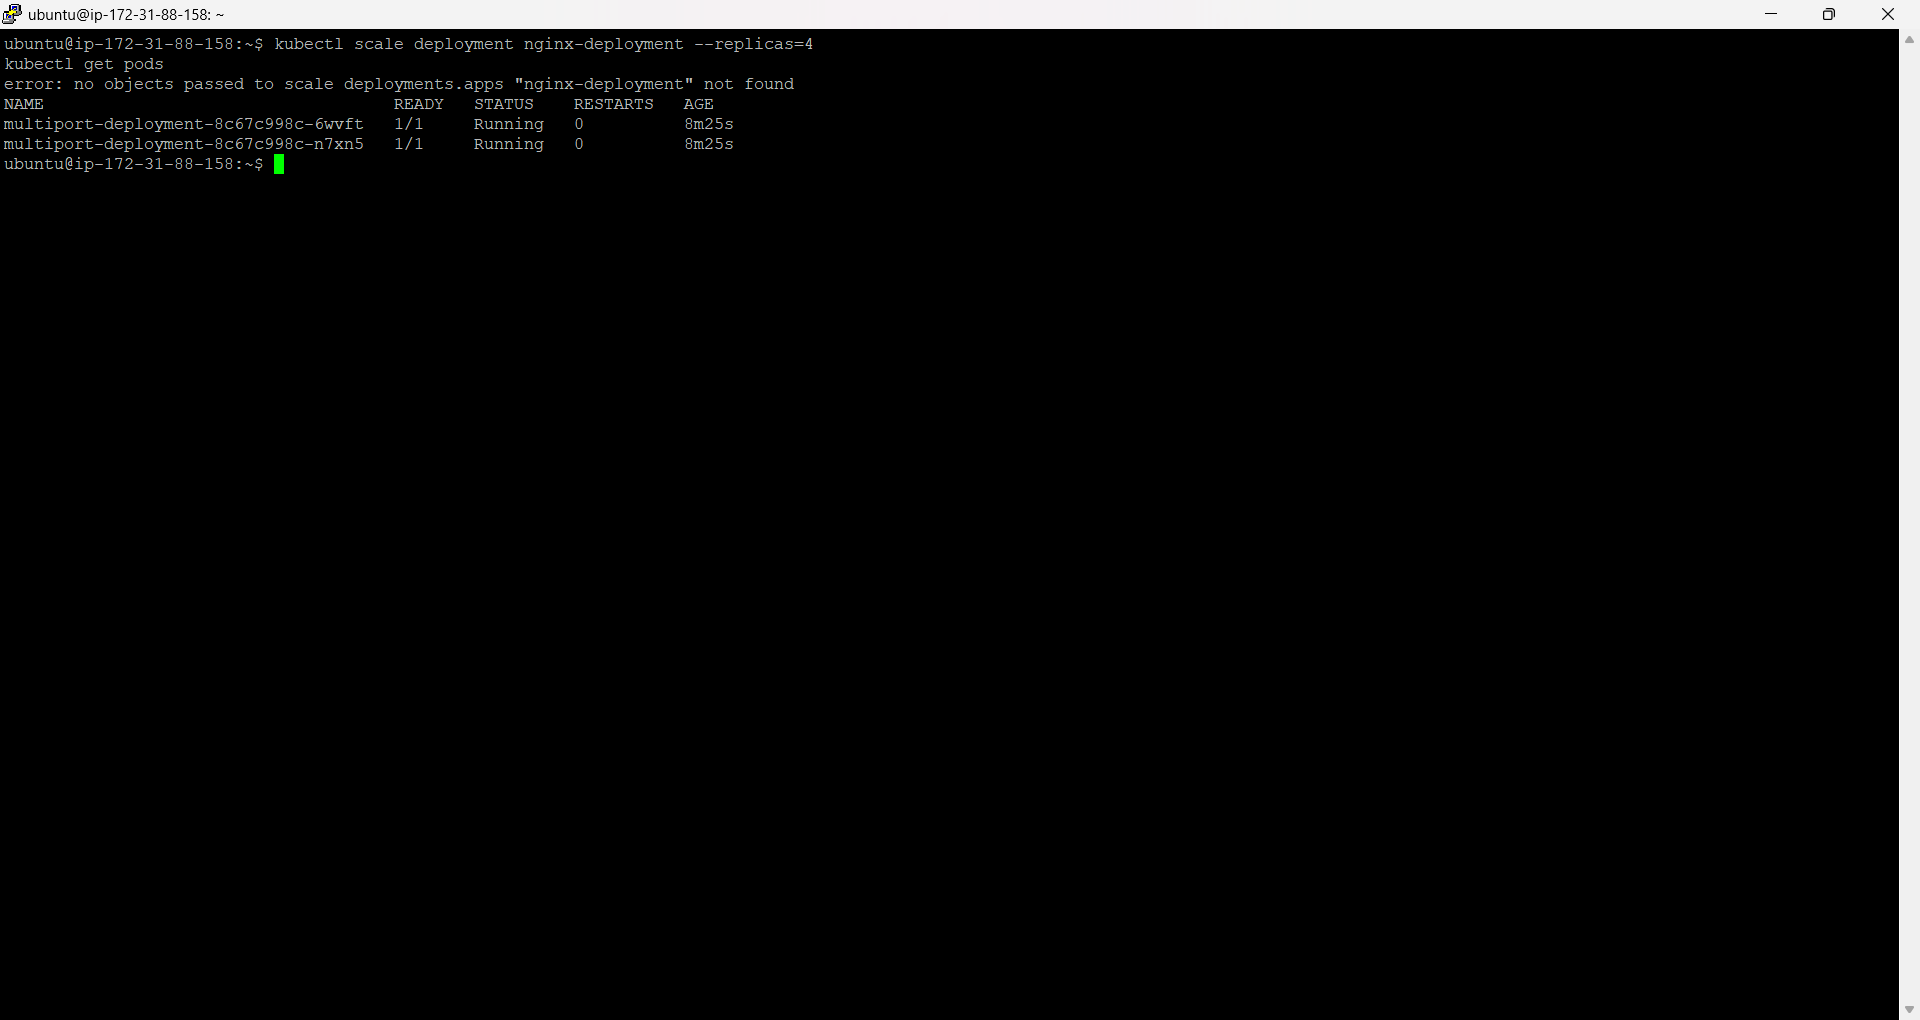 ubuntu@ip-172-31-88-158: ~
ubuntu@ip-172-31-88-158:~$ kubectl scale deployment nginx-deployment --replicas=4
kubectl get pods
error: no objects passed to scale deployments.apps "nginx-deployment" not found
NAME READY STATUS RESTARTS AGE
multiport-deployment-8c67c998c-6wvft 1/1 Running 0 8m25s
multiport-deployment-8c67c998c-n7xn5 1/1 Running 0 8m25s
ubuntu@ip-172-31-88-158:~$